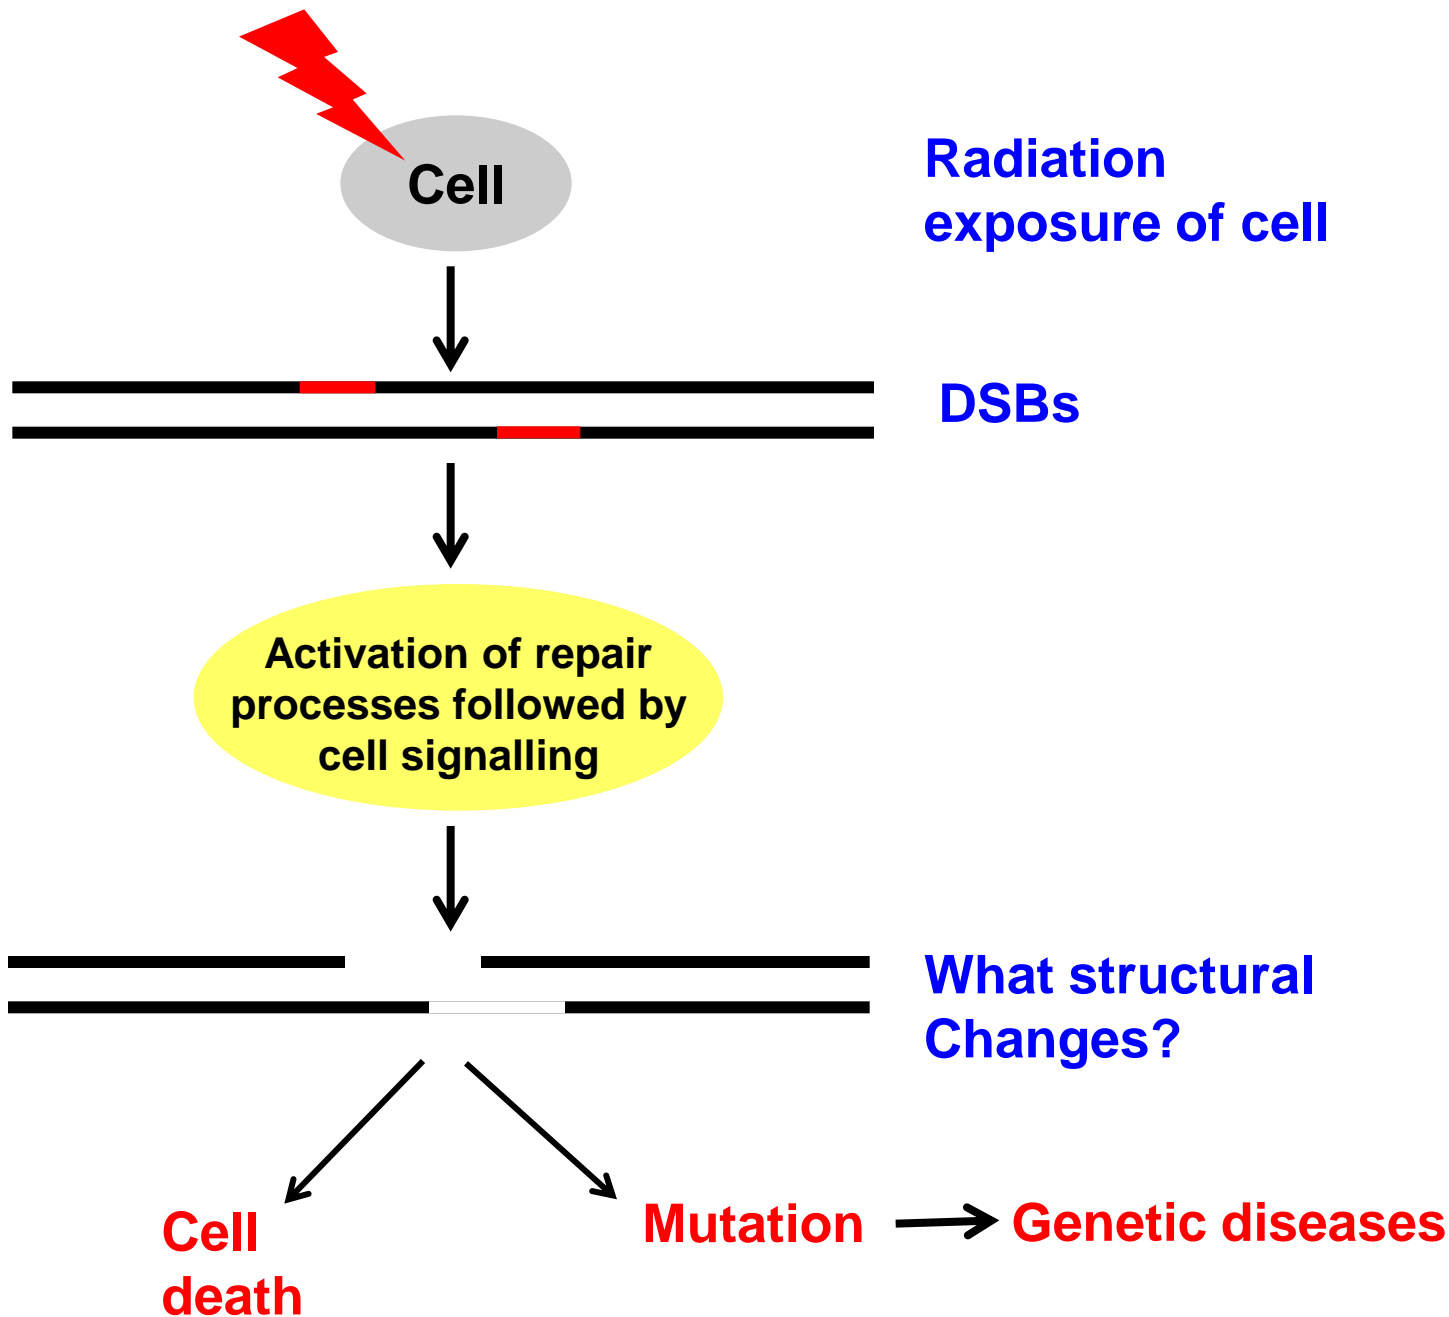 Cell
Radiation
exposure of cell
DSBs
Activation of repair
processes followed by
cell signalling
What structural
Changes?
Cell
death
Mutation
Genetic diseases